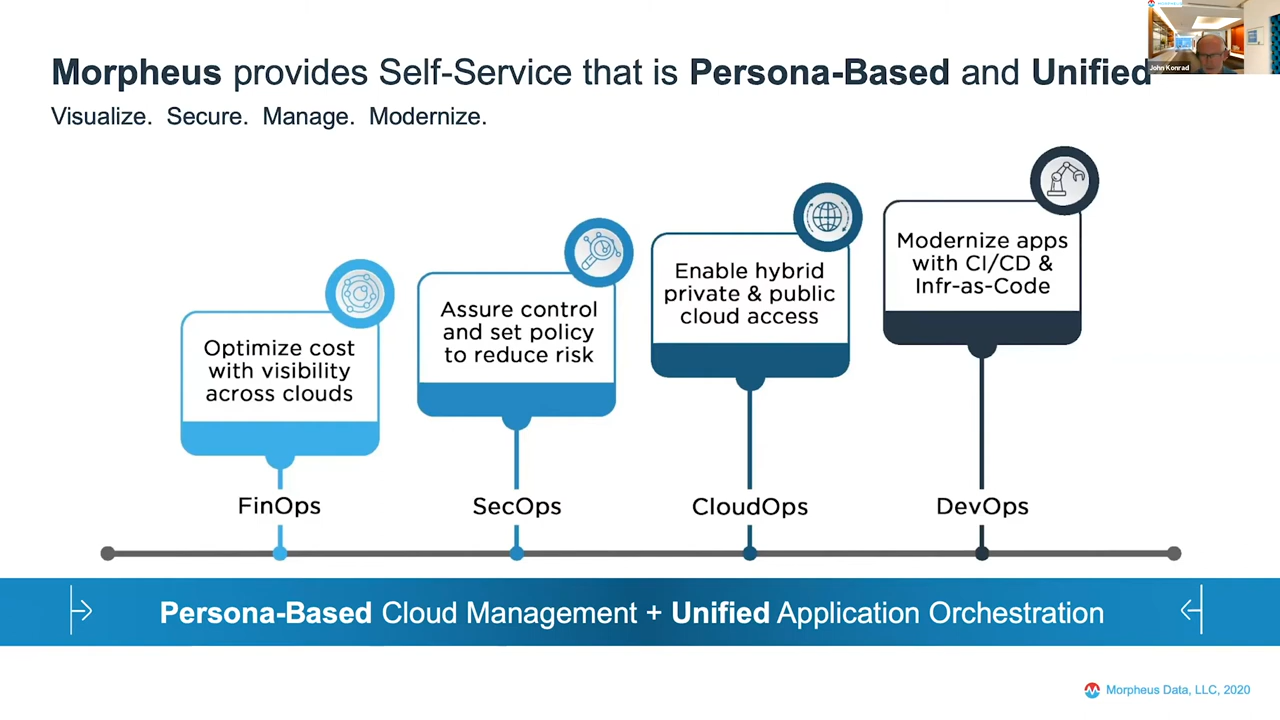 Morpheus provides Self-Service that is Persona-Based and Unified
Visualize. Secure. Manage. Modernize.
John Konrad
Optimize cost
with visibility
across clouds
Assure control
and set policy
to reduce risk
Enable hybrid
private & public
cloud access
Modernize apps
with CI/CD &
Infr-as-Code
FinOps
SecOps
CloudOps
DevOps
Persona-Based Cloud Management + Unified Application Orchestration
Morpheus Data, LLC, 2020